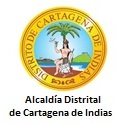 DISTRITO DE CARTAGENA DE INDIAS
Alcaldía Distrital
de Cartagena de Indias